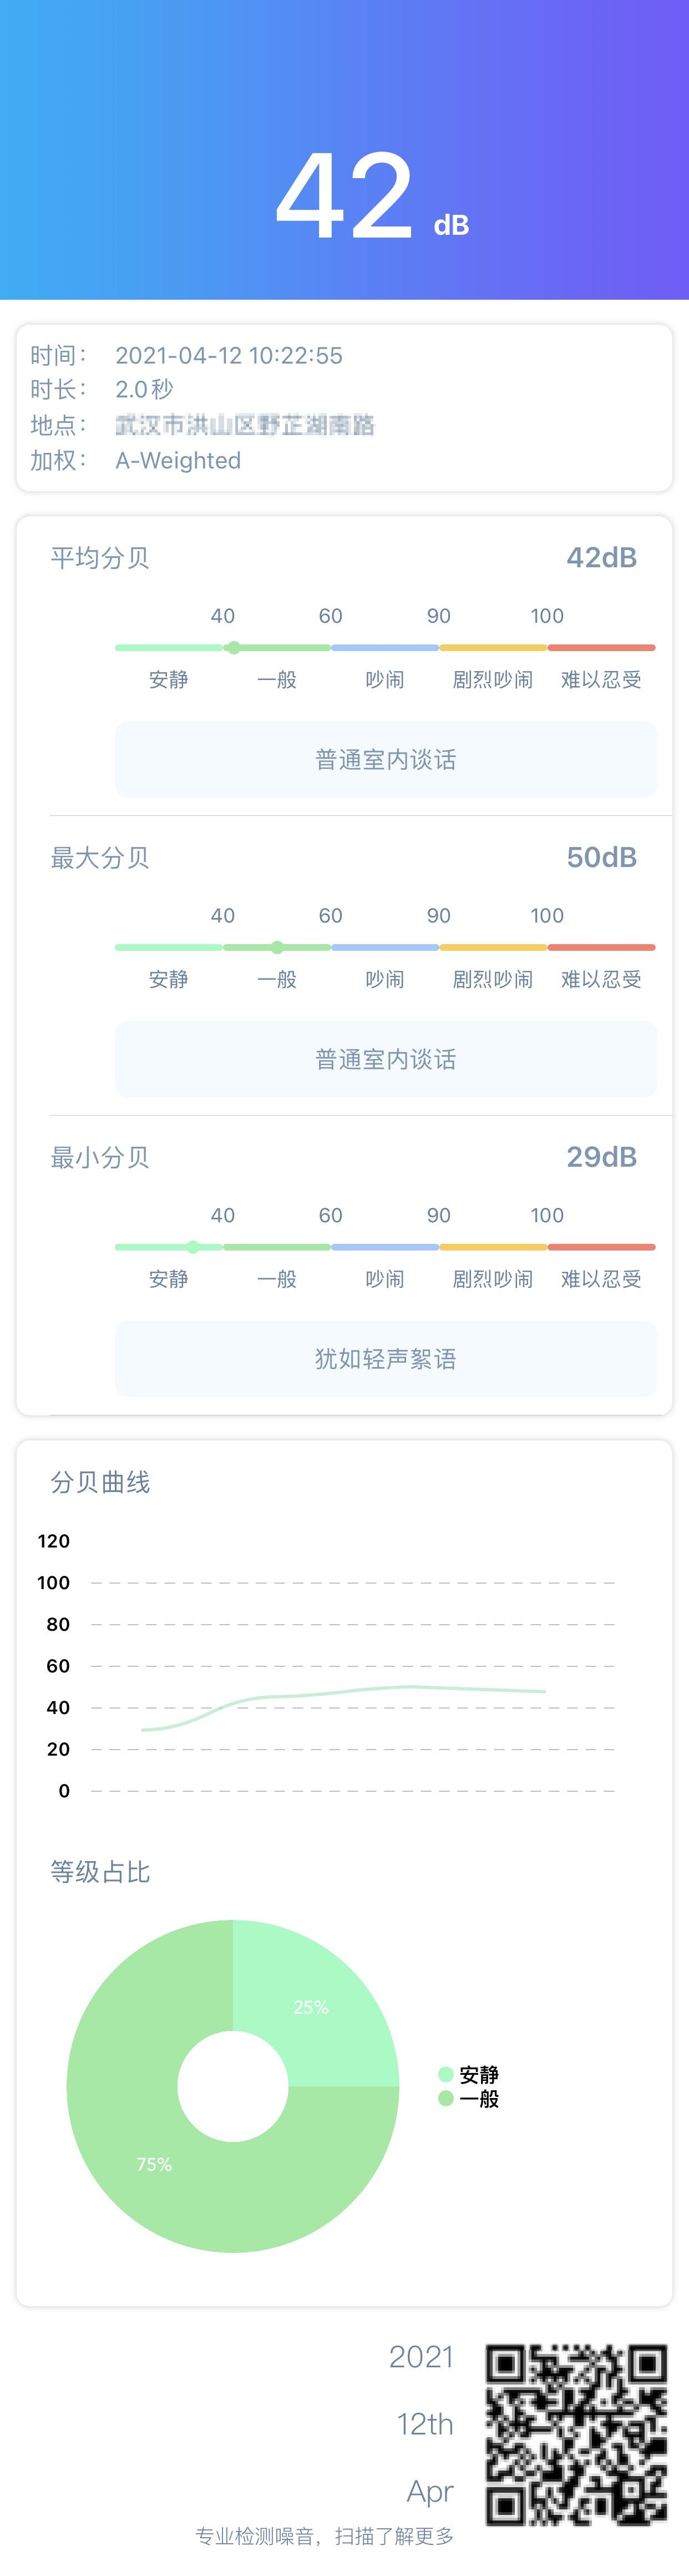 42 dB
时间： 2021-04-12 10:22:55
时长： 2.0秒
地点：
加权： A-Weighted
平均分贝 42dB
40 60 90 100
安静 一般 吵闹 剧烈吵闹 难以忍受
普通室内谈话
最大分贝 50dB
40 60 90 100
安静 一般 吵闹 剧烈吵闹 难以忍受
普通室内谈话
最小分贝 29dB
40 60 90 100
安静 一般 吵闹 剧烈吵闹 难以忍受
犹如轻声絮语
分贝曲线
120
100
80
60
40
20
0
等级占比
25%
安静
一般
75%
2021
12th
Apr
专业检测噪音，扫描了解更多